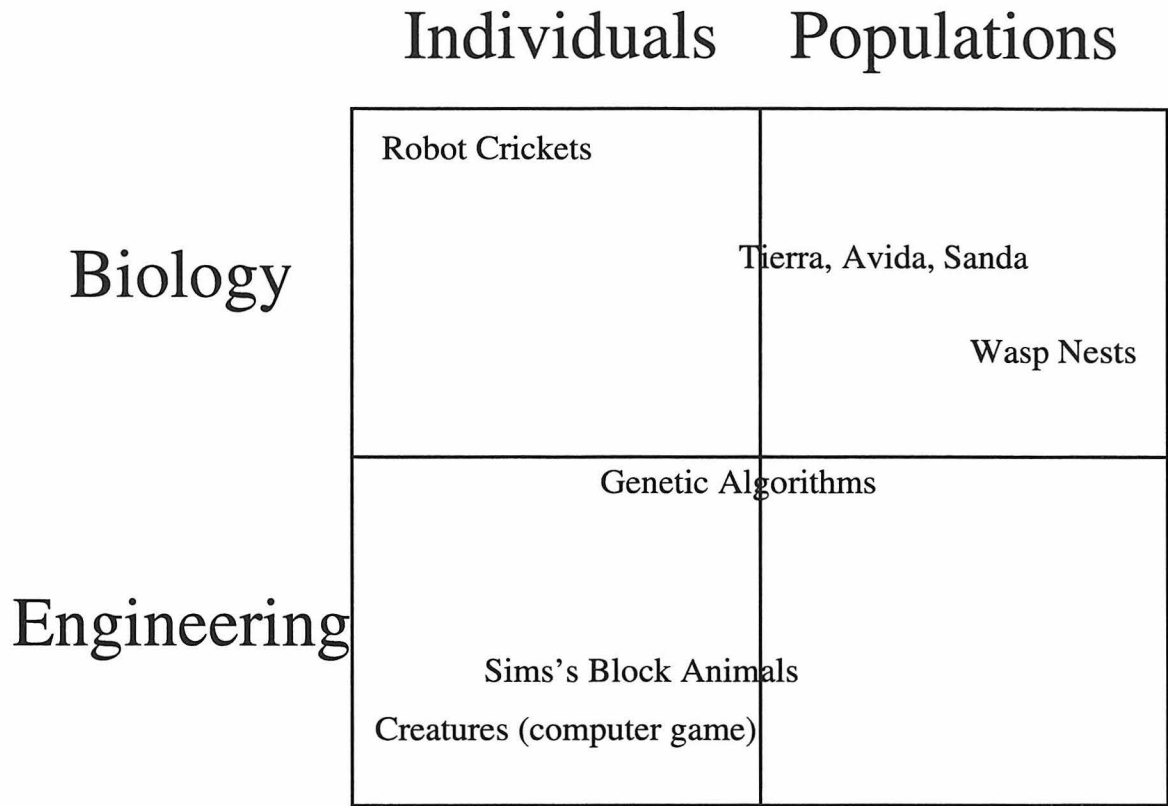 Individuals Populations
Robot Crickets
Biology
Tierra, Avida, Sanda
Wasp Nests
Genetic Algorithms
Engineering
Sims's Block Animals
Creatures (computer game)